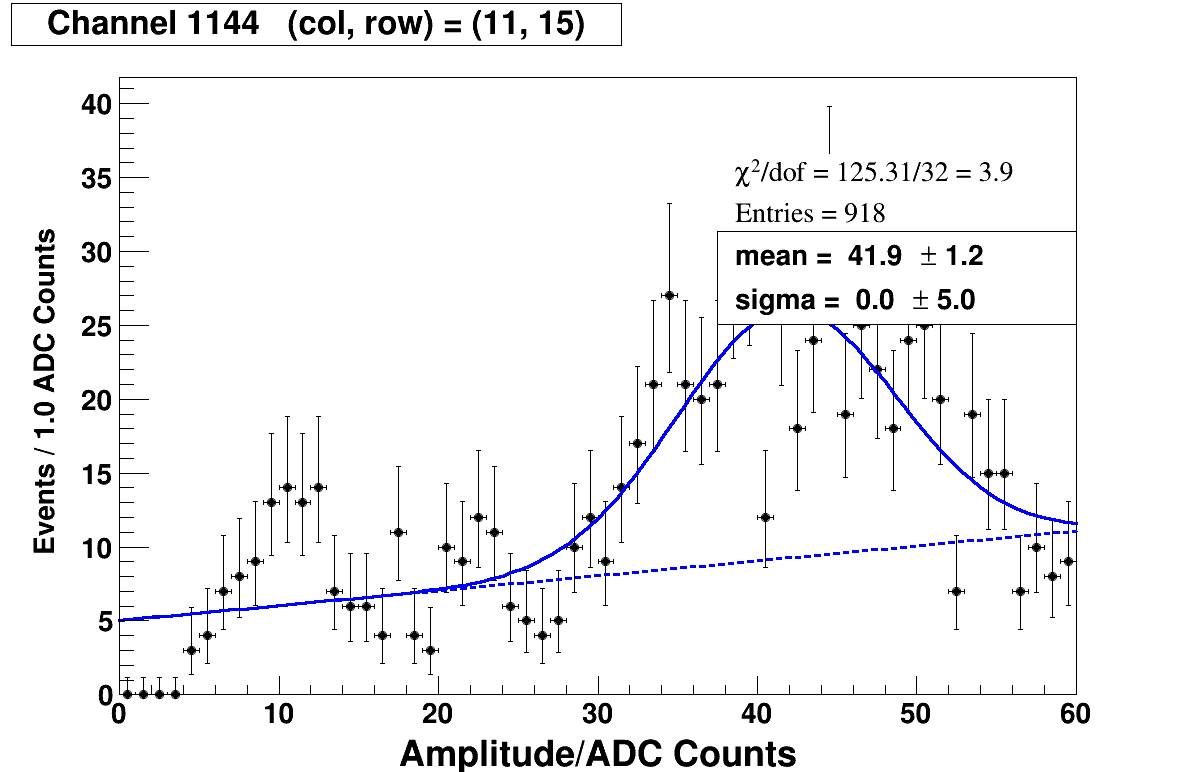 Channel 1144 (col, row) = (11, 15)
Events / 1.0 ADC Counts
40
35
30
25
20
15
10
5
0
χ²/dof = 125.31/32 = 3.9
Entries = 918
mean = 41.9 ± 1.2
sigma = 0.0 ± 5.0
0 10 20 30 40 50 60
Amplitude/ADC Counts